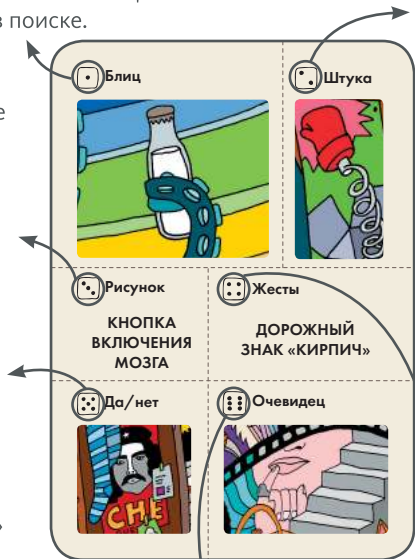 з поиске.
е
Блиц
Штука
Рисунок
КНОПКА
ВКЛЮЧЕНИЯ
МОЗГА
Жесты
ДОРОЖНЫЙ
ЗНАК «КИРПИЧ»
Да/нет
CHE
Очевидец
»